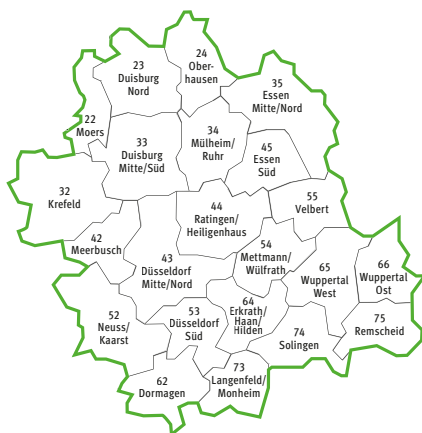 24
Ober-
hausen
23
Duisburg
Nord
35
Essen
Mitte/Nord
22
Moers
33
Duisburg
Mitte/Süd
34
Mülheim/
Ruhr
45
Essen
Süd
32
Krefeld
44
Ratingen/
Heiligenhaus
55
Velbert
42
Meerbusch
43
Düsseldorf
Mitte/Nord
54
Mettmann/
Wülfrath
65
Wuppertal
West
66
Wuppertal
Ost
52
Neuss/
Kaarst
53
Düsseldorf
Süd
64
Erkrath/
Haan/
Hilden
74
Solingen
75
Remscheid
62
Dormagen
73
Langenfeld/
Monheim